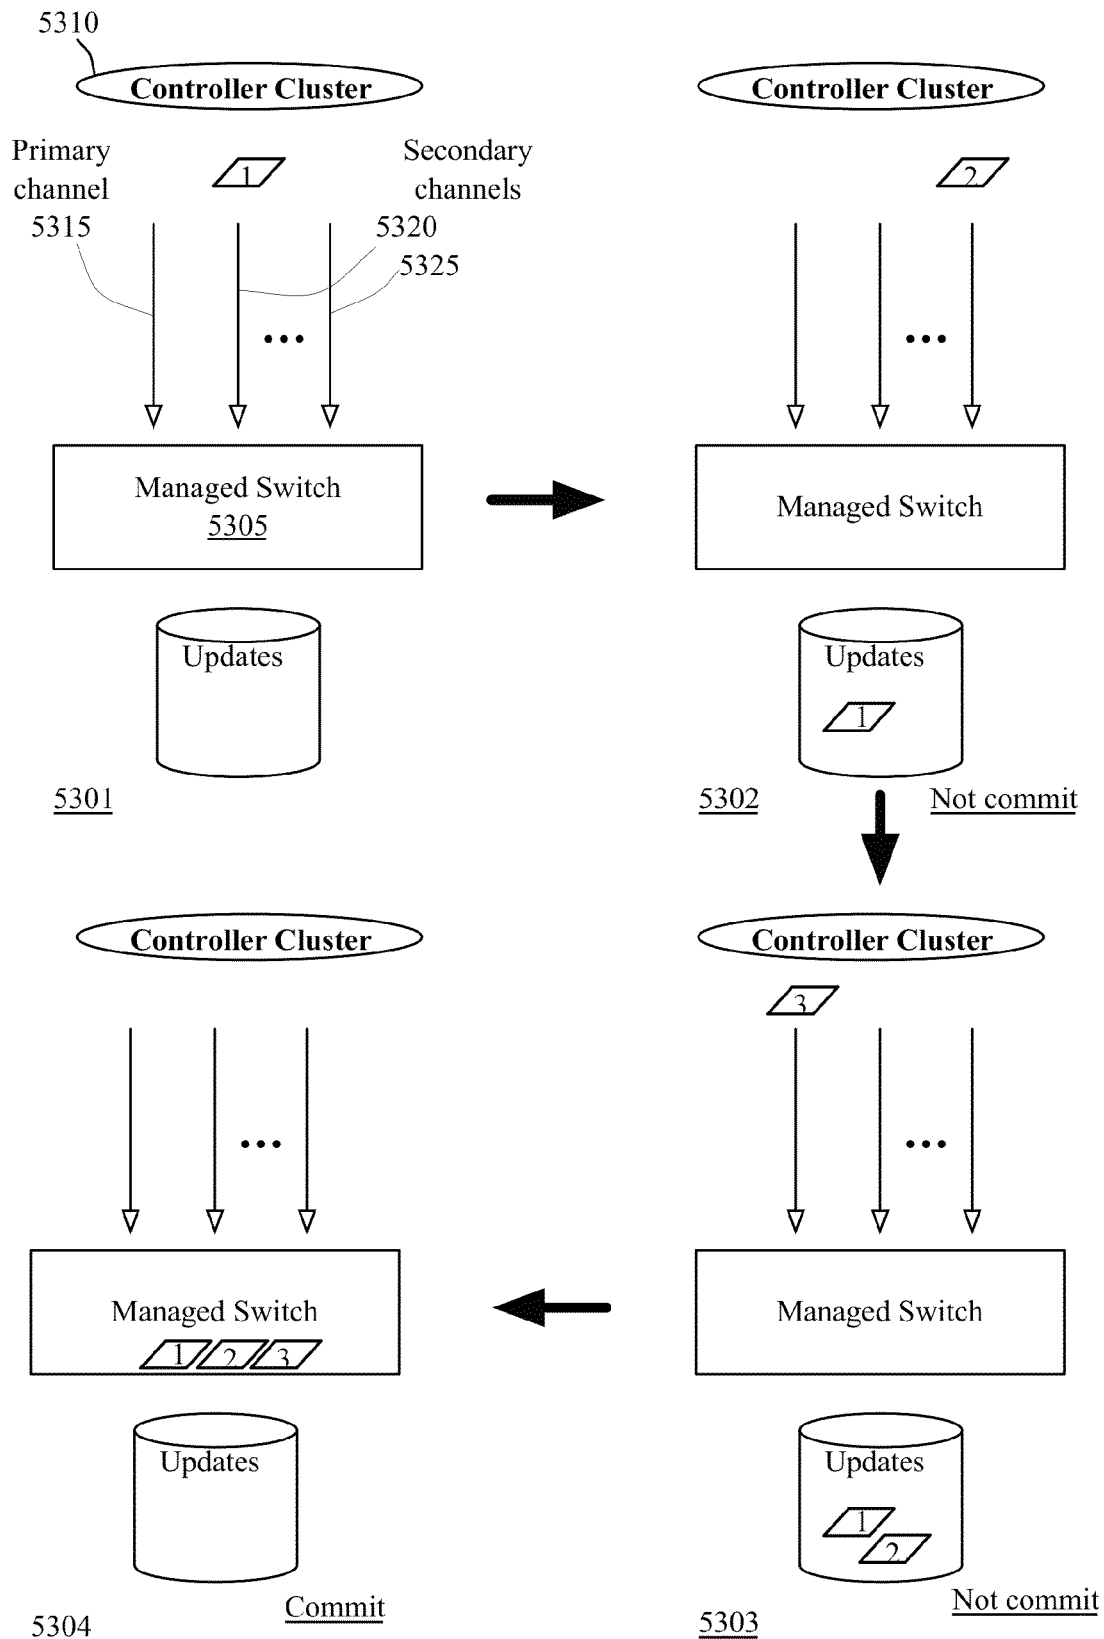 5310
Controller Cluster
Primary
channel
5315
1
Secondary
channels
5320
5325
Managed Switch
5305
Updates
5301
Controller Cluster
2
Managed Switch
Updates
1
5302
Not commit
Controller Cluster
3
Managed Switch
Updates
1
2
5303
Not commit
Controller Cluster
Managed Switch
1 2 3
Updates
5304
Commit